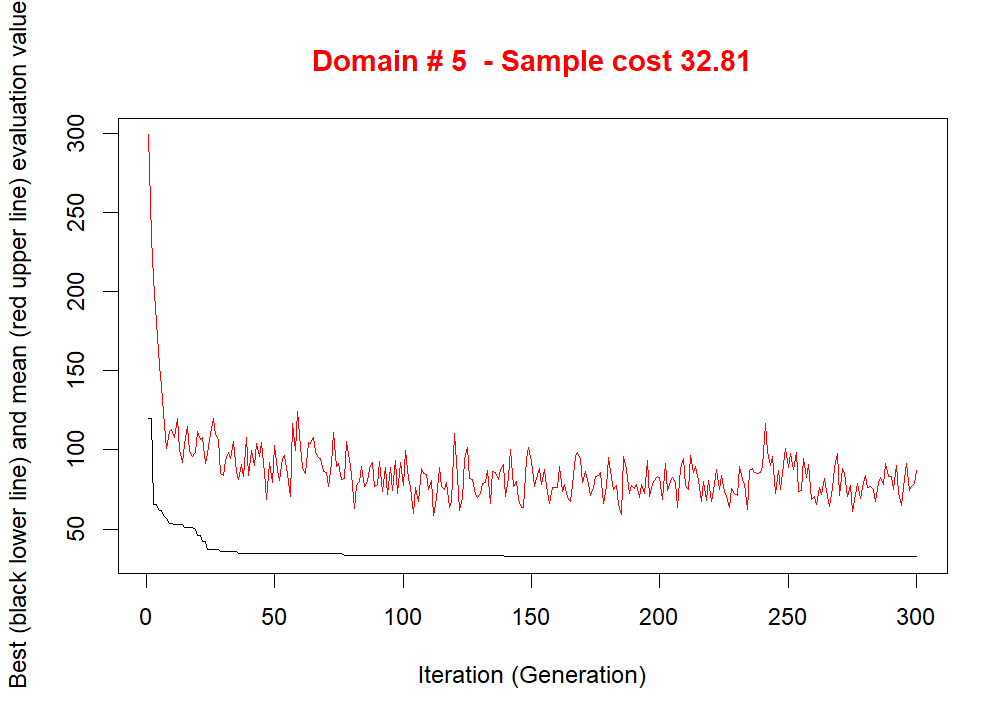 Domain # 5  - Sample cost 32.81
Best (black lower line) and mean (red upper line) evaluation value
300
250
200
150
100
50
0 50 100 150 200 250 300
Iteration (Generation)